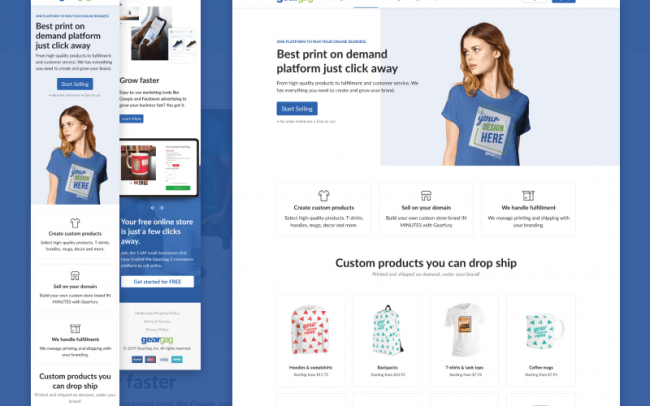 geargag
ONE PLATFORM TO RUN YOUR ONLINE BUSINESS
Best print on
demand platform
just click away
From high-quality products to fulfillment
and customer service. We has everything
you need to create and grow your brand.
Start Selling
• No order minimums • Easy to use
your
DESIGN
HERE
Create custom products
Select high quality products. T-shirts,
hoodies, mugs, decor and more.
Sell on your domain
Build your own custom store brand IN
MINUTES with Gearfury
We handle fulfillment
We manage printing and shipping with
your branding.
Custom products
you can drop ship
Printed and shipped on demand, under your
brand!
Grow faster
By use marketing tools like
Google and Facebook advertising to
grow your business fast? You got it.
Learn More
FREE
Your free online store
is just a few clicks
away.
Join the 1.6M small businesses that
have trusted the GearGag E-commerce
platform to sell online.
Get started for FREE
Intellectual Property Policy
Terms of Service
Privacy Policy
geargag
© 2019 GearGag, Inc. All rights reserved.
VISA
faster
geargag
ONE PLATFORM TO RUN YOUR ONLINE BUSINESS
Best print on demand
platform just click away
From high-quality products to fulfillment and customer service. We
has everything you need to create and grow your brand.
Start Selling
• No order minimums • Easy to use
your
DESIGN
HERE
Create custom products
Select high-quality products. T-shirts,
hoodies, mugs, decor and more.
Sell on your domain
Build your own custom store brand IN
MINUTES with Gearfury
We handle fulfillment
We manage printing and shipping with
your branding.
Custom products you can drop ship
Printed and shipped on demand, under your brand!
your
DESIGN
HERE
Hoodies & sweatshirts
Starting from $17.75
Backpacks
Starting from $31.95
T-shirts & tank tops
Starting from $7.95
Coffee mugs
Starting from $7.95